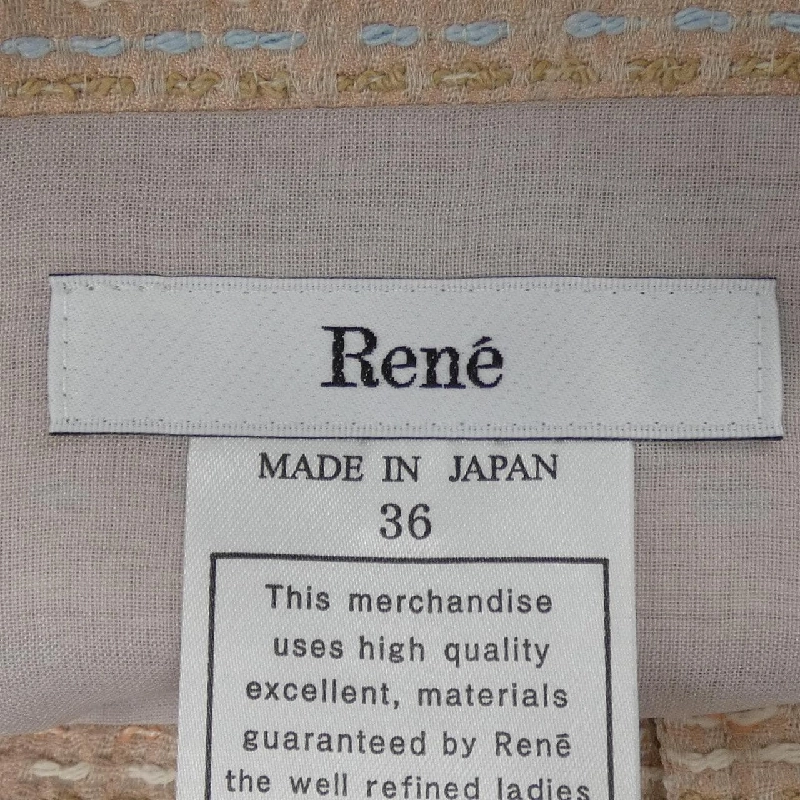 René
MADE IN JAPAN
36
This merchandise
uses high quality
excellent, materials
guaranteed by Renē
the well refined ladies